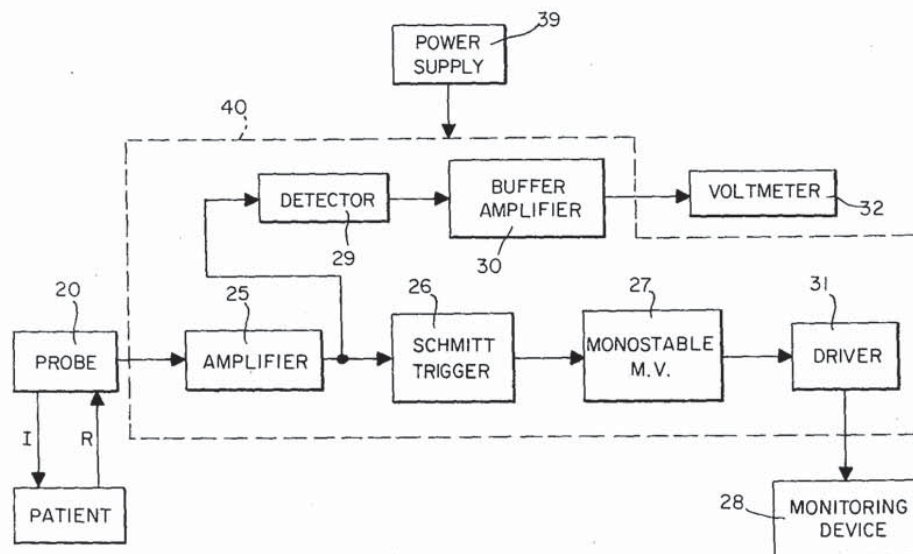 39
POWER
SUPPLY
40
DETECTOR
29
BUFFER
AMPLIFIER
30
VOLTMETER
32
20
PROBE
25
AMPLIFIER
26
SCHMITT
TRIGGER
27
MONOSTABLE
M.V.
31
DRIVER
I
R
PATIENT
28
MONITORING
DEVICE